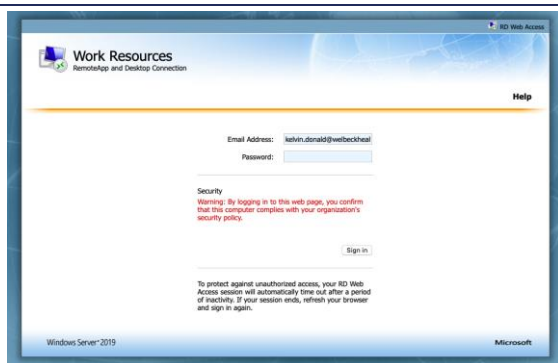 RD Web Access
Work Resources
RemoteApp and Desktop Connection
Help
Email Address: kelvin.donald@welbeckheal
Password:
Security
Warning: By logging in to this web page, you confirm
that this computer complies with your organization's
security policy.
Sign in
To protect against unauthorized access, your RD Web
Access session will automatically time out after a period
of inactivity. If your session ends, refresh your browser
and sign in again.
Windows Server 2019 Microsoft